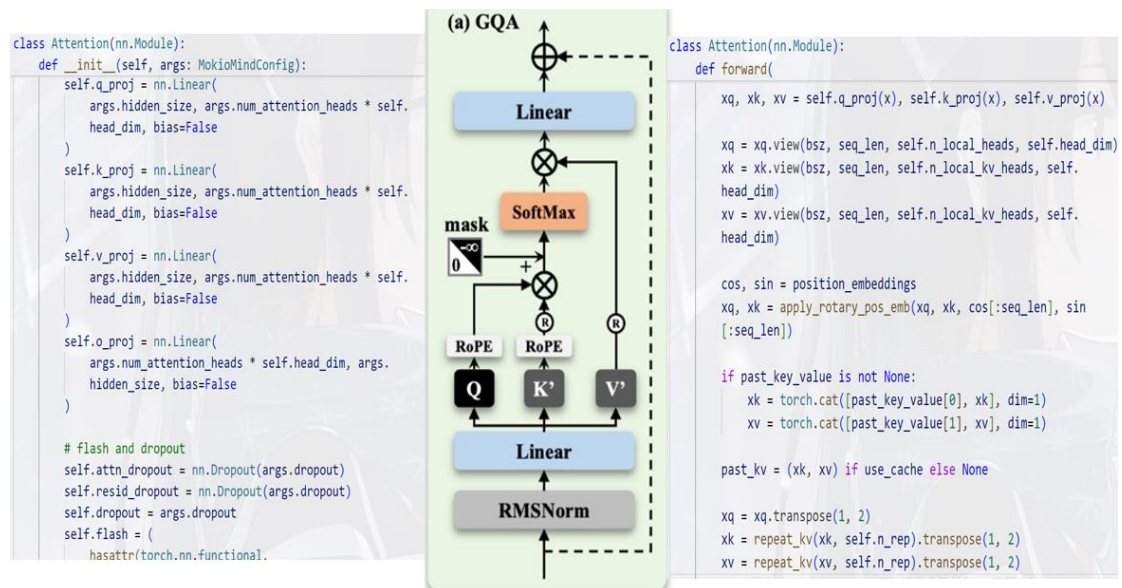 class Attention(nn.Module):
def __init__(self, args: MokioMindConfig):
self.q_proj = nn.Linear(
args.hidden_size, args.num_attention_heads * self.
head_dim, bias=False
)
self.k_proj = nn.Linear(
args.hidden_size, args.num_attention_heads * self.
head_dim, bias=False
)
self.v_proj = nn.Linear(
args.hidden_size, args.num_attention_heads * self.
head_dim, bias=False
)
self.o_proj = nn.Linear(
args.num_attention_heads * self.head_dim, args.
hidden_size, bias=False
)
# flash and dropout
self.attn_dropout = nn.Dropout(args.dropout)
self.resid_dropout = nn.Dropout(args.dropout)
self.dropout = args.dropout
self.flash = (
hasattr(torch.nn.functional,
(a) GQA
Linear
SoftMax
mask
-∞
0
+
R
R
RoPE
RoPE
Q
K'
V'
Linear
RMSNorm
class Attention(nn.Module):
def forward(
xq, xk, xv = self.q_proj(x), self.k_proj(x), self.v_proj(x)
xq = xq.view(bsz, seq_len, self.n_local_heads, self.head_dim)
xk = xk.view(bsz, seq_len, self.n_local_kv_heads, self.
head_dim)
xv = xv.view(bsz, seq_len, self.n_local_kv_heads, self.
head_dim)
cos, sin = position_embeddings
xq, xk = apply_rotary_pos_emb(xq, xk, cos[:seq_len], sin
[:seq_len])
if past_key_value is not None:
xk = torch.cat([past_key_value[0], xk], dim=1)
xv = torch.cat([past_key_value[1], xv], dim=1)
past_kv = (xk, xv) if use_cache else None
xq = xq.transpose(1, 2)
xk = repeat_kv(xk, self.n_rep).transpose(1, 2)
xv = repeat_kv(xv, self.n_rep).transpose(1, 2)